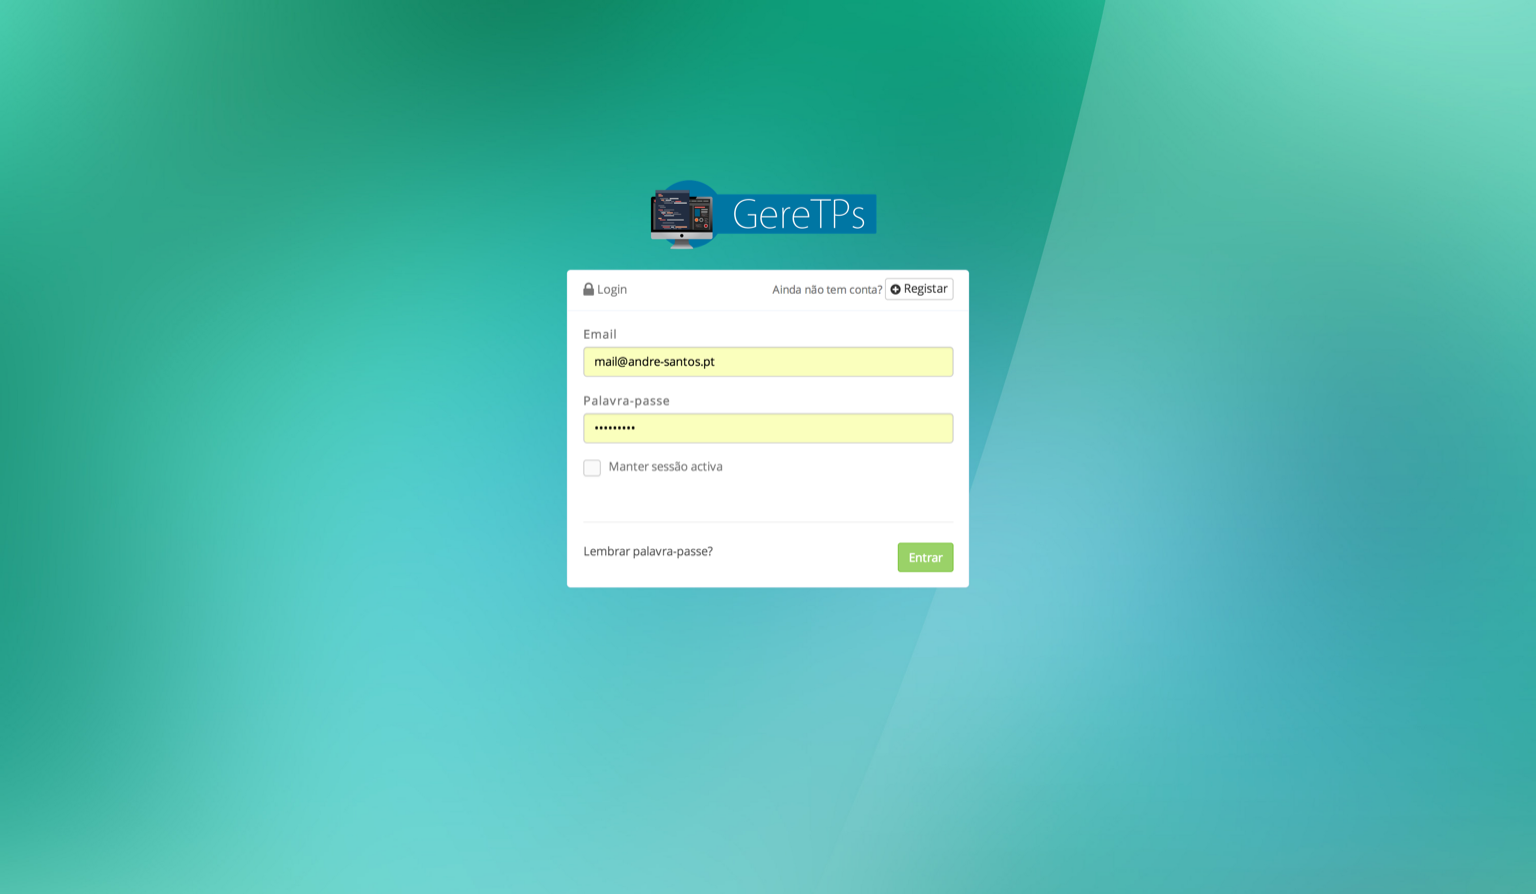 GereTPs
Login
Ainda não tem conta? Registar
Email
mail@andre-santos.pt
Palavra-passe
•••••••••
Manter sessão activa
Lembrar palavra-passe?
Entrar